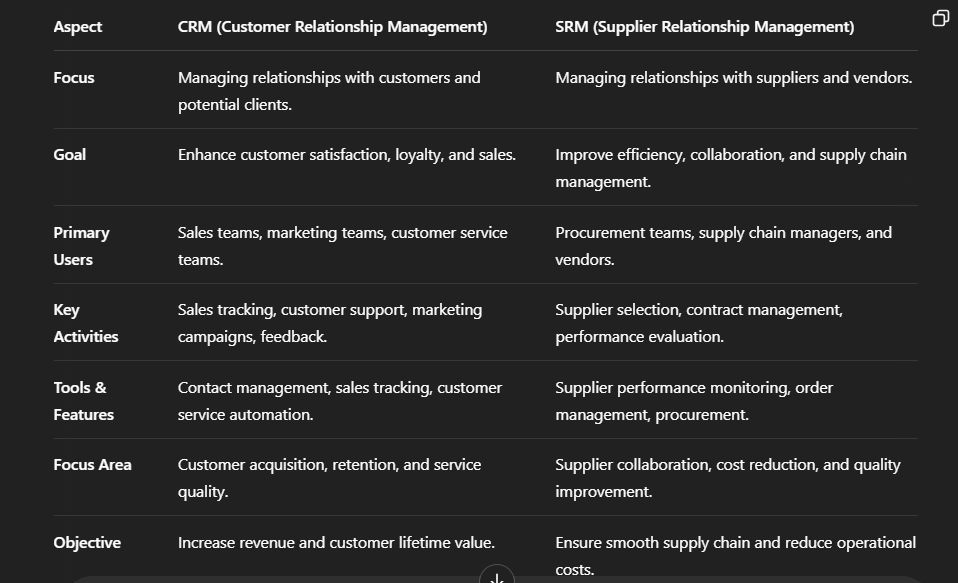 Aspect CRM (Customer Relationship Management) SRM (Supplier Relationship Management)
Focus Managing relationships with customers and Managing relationships with suppliers and vendors.
potential clients.
Goal Enhance customer satisfaction, loyalty, and sales. Improve efficiency, collaboration, and supply chain
management.
Primary Sales teams, marketing teams, customer service Procurement teams, supply chain managers, and
Users teams. vendors.
Key Sales tracking, customer support, marketing Supplier selection, contract management,
Activities campaigns, feedback. performance evaluation.
Tools & Contact management, sales tracking, customer Supplier performance monitoring, order
Features service automation. management, procurement.
Focus Area Customer acquisition, retention, and service Supplier collaboration, cost reduction, and quality
quality. improvement.
Objective Increase revenue and customer lifetime value. Ensure smooth supply chain and reduce operational
costs.